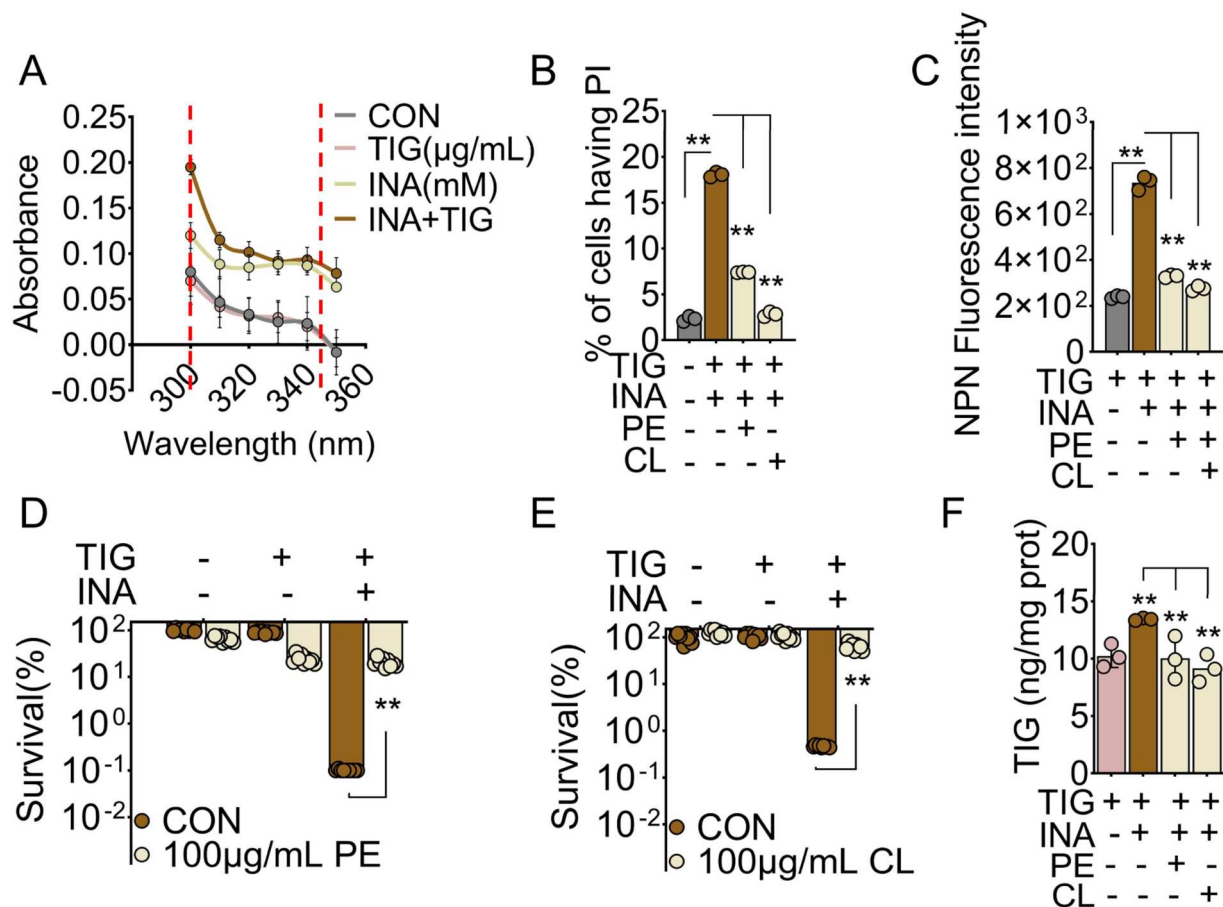 A
Absorbance
0.25
0.20
0.15
0.10
0.05
0.00
-0.05
300
320
340
360
Wavelength (nm)
CON
TIG(μg/mL)
INA(mM)
INA+TIG
B
% of cells having PI
25
20
15
10
5
0
**
**
**
TIG - + + +
INA - + + +
PE - - + -
CL - - - +
C
NPN Fluorescence intensity
1×10³
8×10²
6×10²
4×10²
2×10²
0
**
**
**
TIG + + + +
INA - + + +
PE - - + +
CL - - - +
D
TIG - + +
INA - - +
Survival(%)
10²
10¹
10⁰
10⁻¹
10⁻²
**
CON
100μg/mL PE
E
TIG - + +
INA - - +
Survival(%)
10²
10¹
10⁰
10⁻¹
10⁻²
**
CON
100μg/mL CL
F
TIG (ng/mg prot)
20
15
10
5
0
**
**
**
TIG + + + +
INA - + + +
PE - - + -
CL - - - +